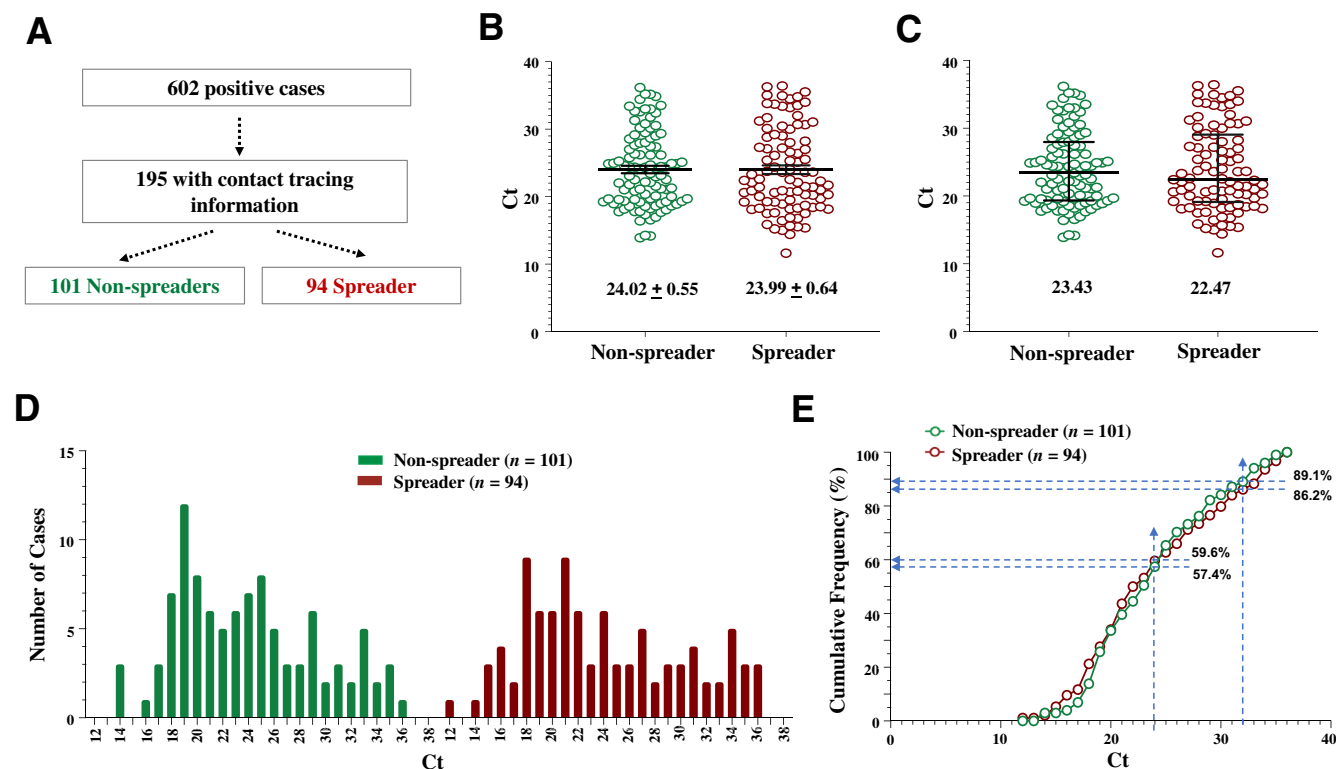 A
602 positive cases
195 with contact tracing
information
101 Non-spreaders
94 Spreader
B
Ct
40
30
20
10
0
24.02 ± 0.55
23.99 ± 0.64
Non-spreader
Spreader
C
Ct
40
30
20
10
0
23.43
22.47
Non-spreader
Spreader
D
Number of Cases
15
10
5
0
Non-spreader (n = 101)
Spreader (n = 94)
12 14 16 18 20 22 24 26 28 30 32 34 36 38 12 14 16 18 20 22 24 26 28 30 32 34 36 38
Ct
E
Non-spreader (n = 101)
Spreader (n = 94)
Cumulative Frequency (%)
100
80
60
40
20
0
89.1%
86.2%
59.6%
57.4%
0 10 20 30 40
Ct